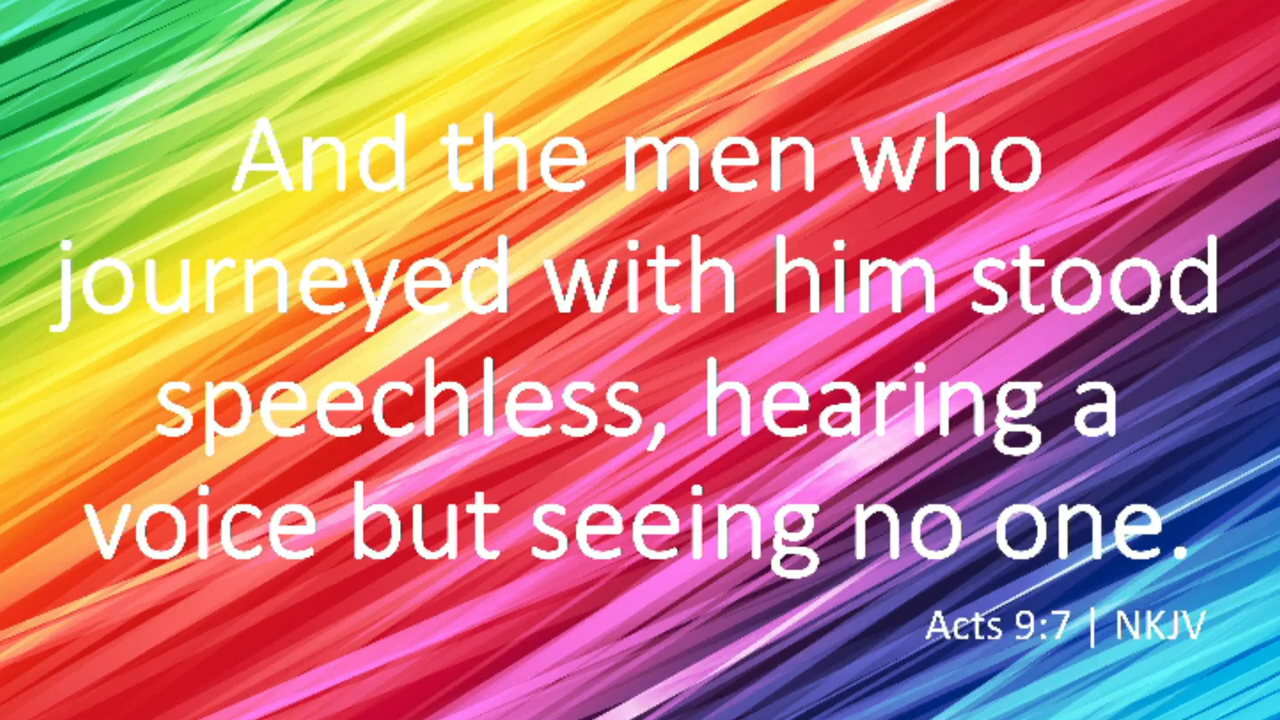 And the men who
journeyed with him stood
speechless, hearing a
voice but seeing no one.
Acts 9:7 | NKJV